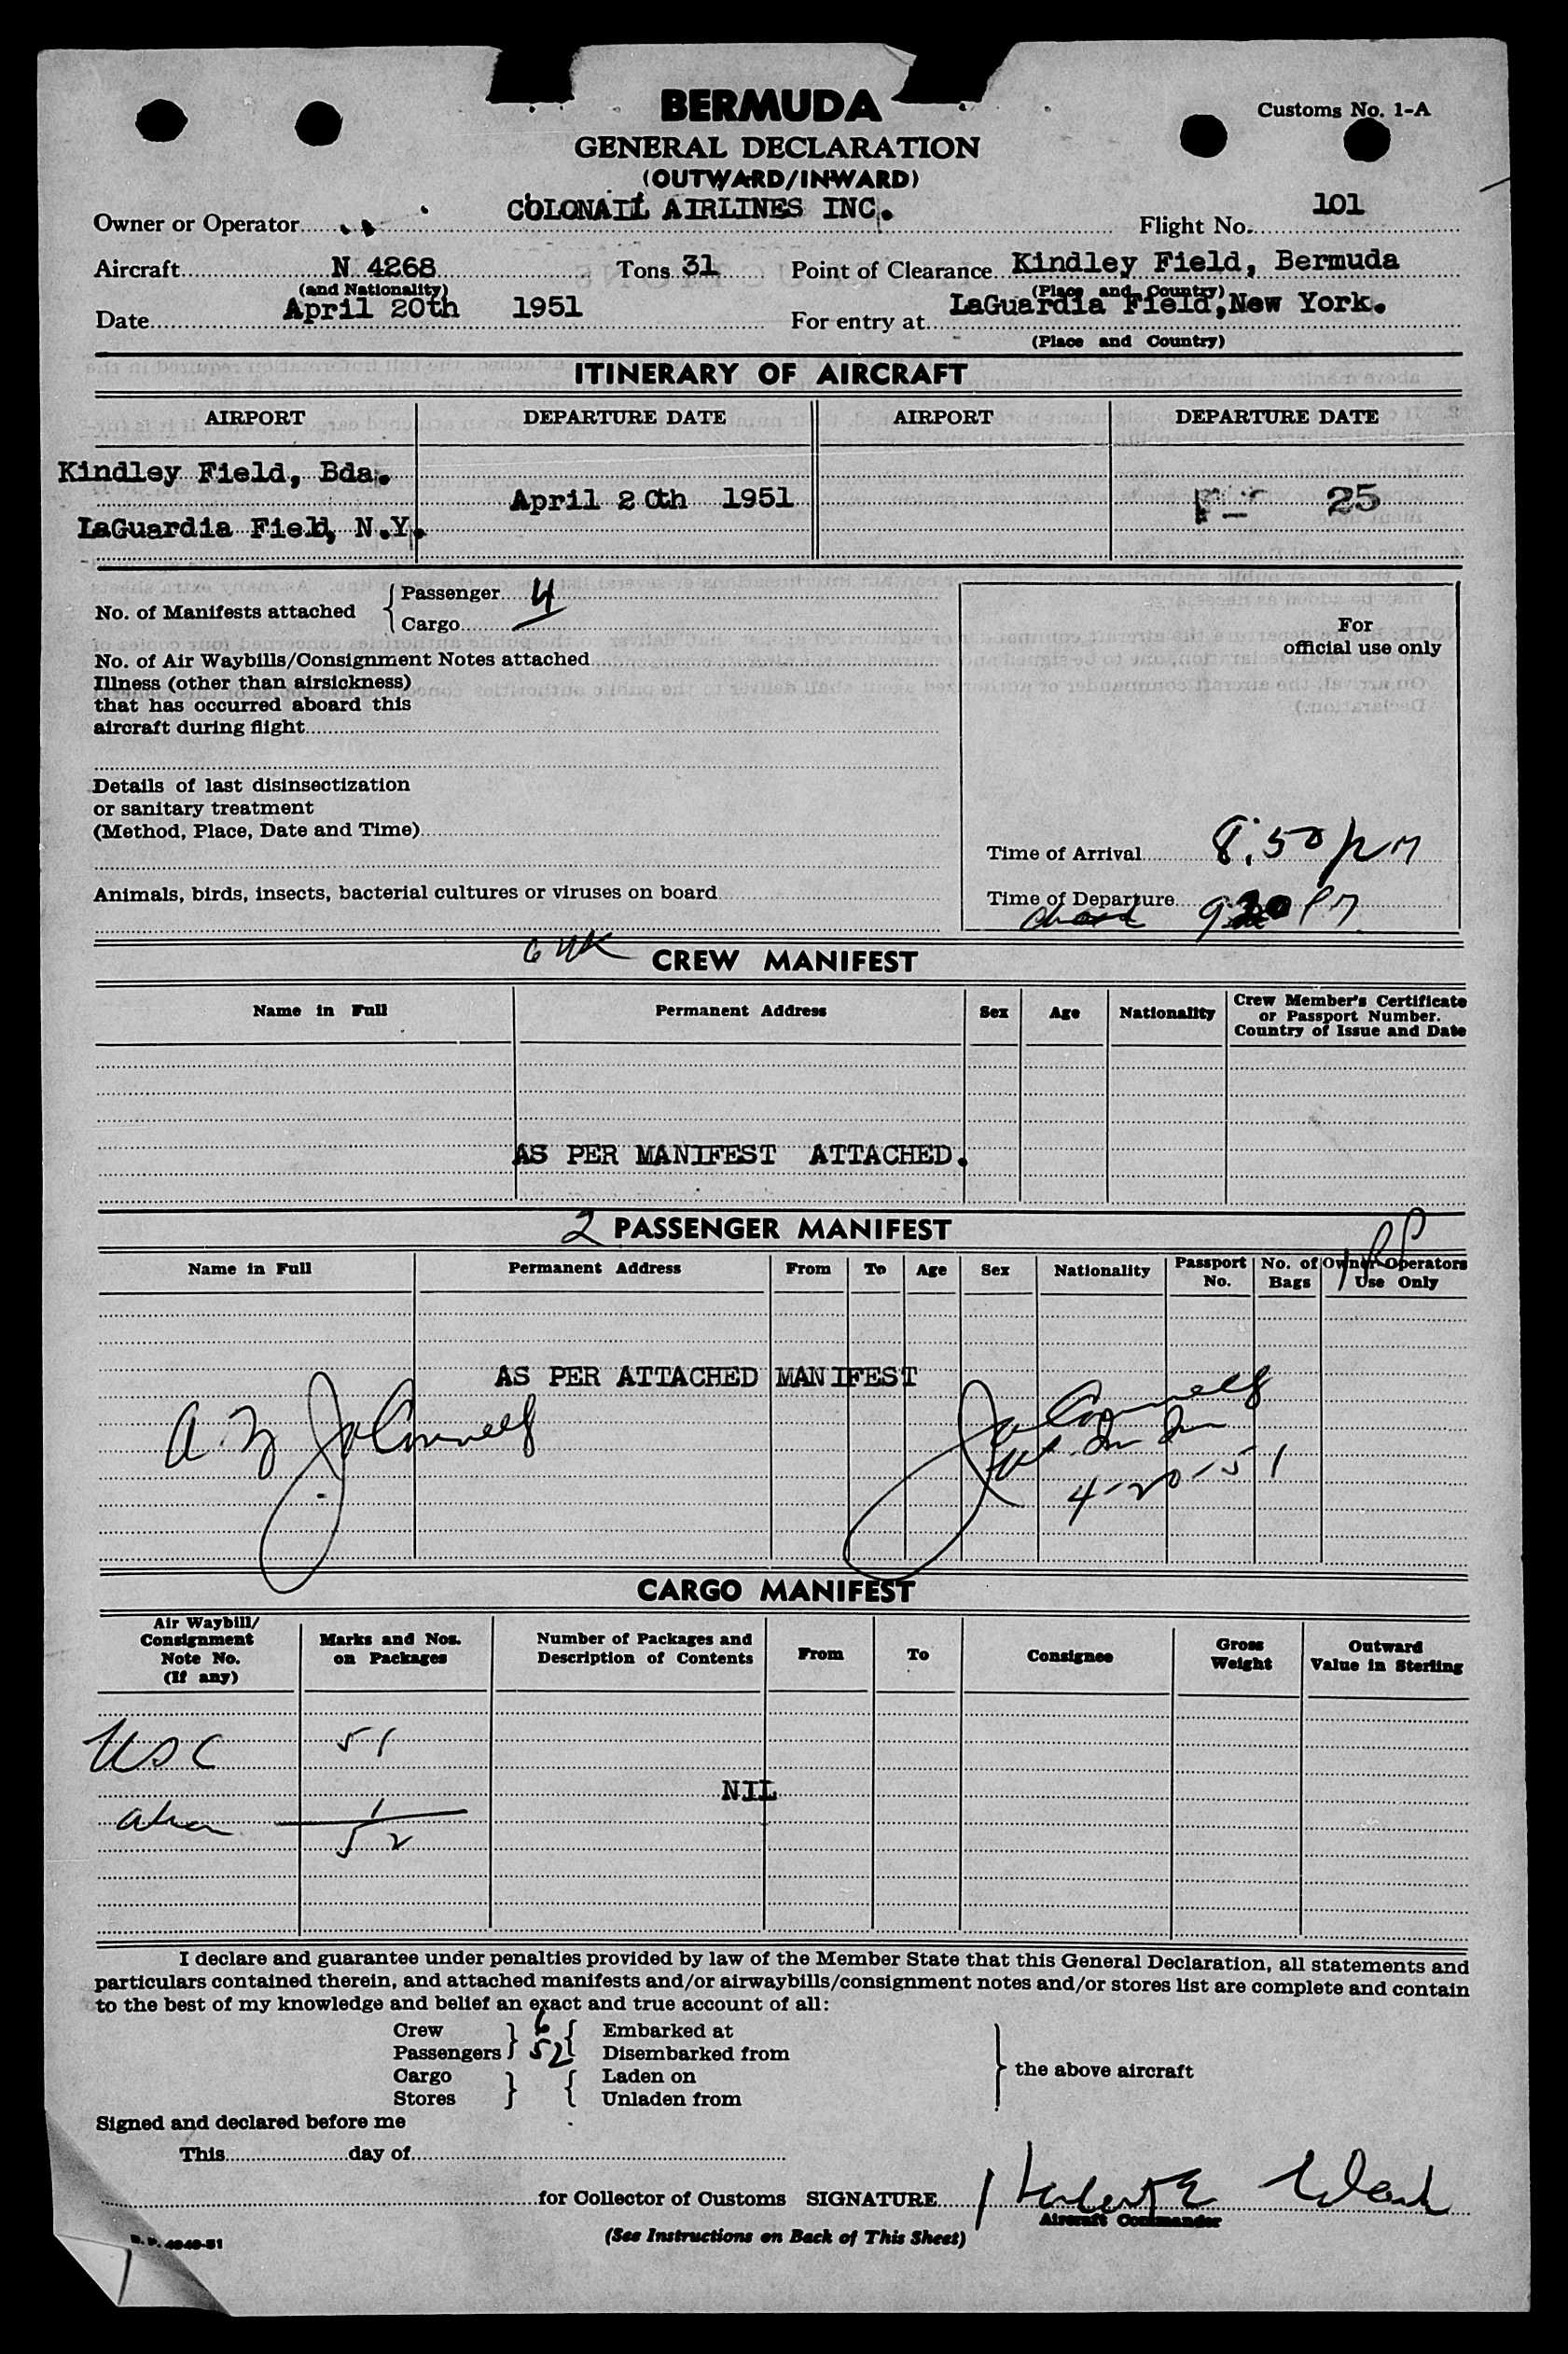 BERMUDA
Customs No. 1-A
GENERAL DECLARATION
(OUTWARD/INWARD)
Owner or Operator COLONAIL AIRLINES INC. Flight No. 101
Aircraft N 4268 Tons 31 Point of Clearance Kindley Field, Bermuda
(and Nationality) (Place and Country)
Date April 20th 1951 For entry at LaGuardia Field, New York.
(Place and Country)
ITINERARY OF AIRCRAFT
AIRPORT DEPARTURE DATE AIRPORT DEPARTURE DATE
Kindley Field, Bda.
April 20th 1951 25
LaGuardia Field, N.Y.
No. of Manifests attached { Passenger 4
Cargo
For
official use only
No. of Air Waybills/Consignment Notes attached
Illness (other than airsickness)
that has occurred aboard this
aircraft during flight
Details of last disinsectization
or sanitary treatment
(Method, Place, Date and Time)
Time of Arrival 8:50 pm
Animals, birds, insects, bacterial cultures or viruses on board
Time of Departure 920 PM
6 CREW MANIFEST
Name in Full Permanent Address Sex Age Nationality Crew Member's Certificate
or Passport Number.
Country of Issue and Date
AS PER MANIFEST ATTACHED.
2 PASSENGER MANIFEST
Name in Full Permanent Address From To Age Sex Nationality Passport No. No. of Bags Owner Operators Use Only
AS PER ATTACHED MANIFEST
4-20-51
CARGO MANIFEST
Air Waybill/
Consignment
Note No.
(If any)
Marks and Nos.
on Packages
Number of Packages and
Description of Contents
From To Consignee Gross
Weight
Outward
Value in Sterling
USC 51
NIL
1
52
I declare and guarantee under penalties provided by law of the Member State that this General Declaration, all statements and
particulars contained therein, and attached manifests and/or airwaybills/consignment notes and/or stores list are complete and contain
to the best of my knowledge and belief an exact and true account of all:
Crew } 6 { Embarked at
Passengers } 52 { Disembarked from
Cargo } { Laden on
Stores } { Unladen from
} the above aircraft
Signed and declared before me
This day of
for Collector of Customs SIGNATURE
Aircraft Commander
(See Instructions on Back of This Sheet)